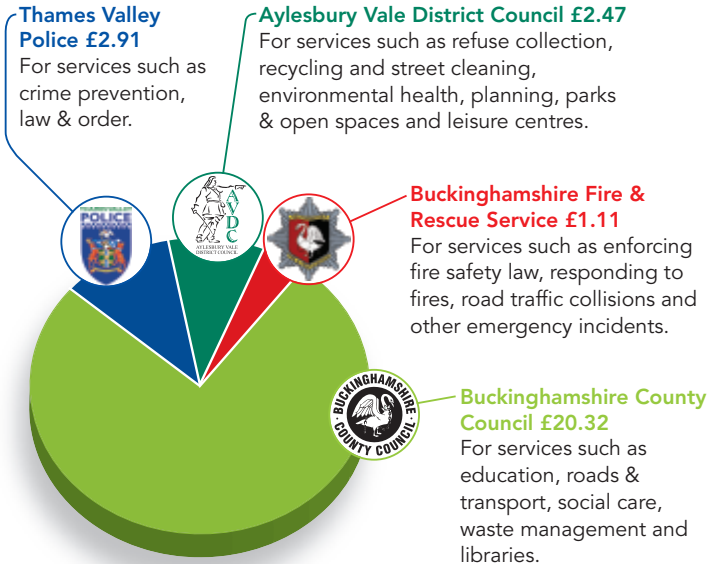 Thames Valley
Police £2.91
For services such as
crime prevention,
law & order.
Aylesbury Vale District Council £2.47
For services such as refuse collection,
recycling and street cleaning,
environmental health, planning, parks
& open spaces and leisure centres.
POLICE
AVDC
AYLESBURY VALE
DISTRICT COUNCIL
Buckinghamshire Fire &
Rescue Service £1.11
For services such as enforcing
fire safety law, responding to
fires, road traffic collisions and
other emergency incidents.
BUCKINGHAMSHIRE
· COUNTY COUNCIL ·
Buckinghamshire County
Council £20.32
For services such as
education, roads &
transport, social care,
waste management and
libraries.